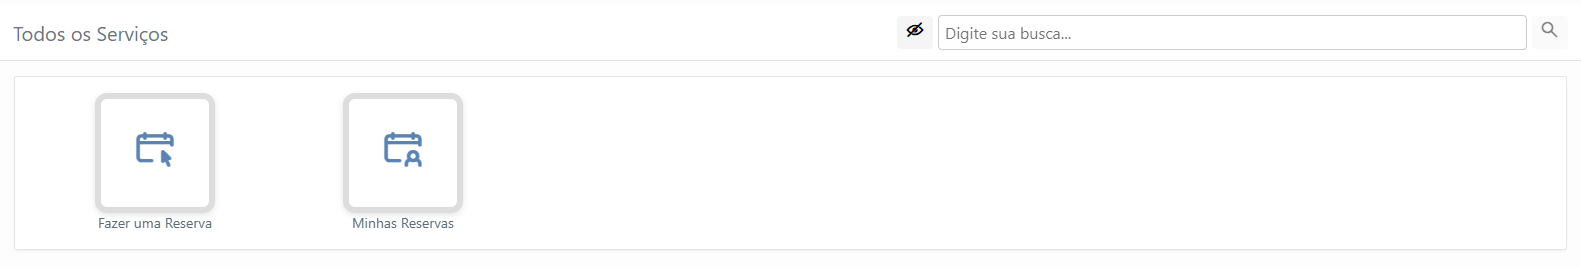 Todos os Serviços
Digite sua busca...
Fazer uma Reserva
Minhas Reservas